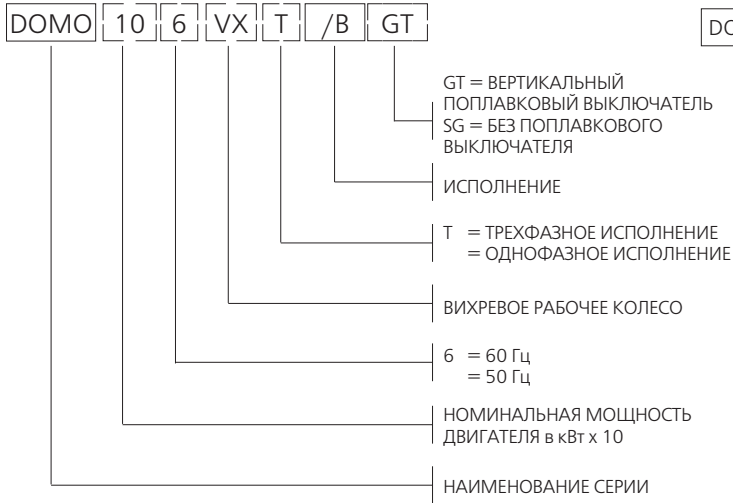 DOMO 10 6 VX T /B GT
DO
GT = ВЕРТИКАЛЬНЫЙ
ПОПЛАВКОВЫЙ ВЫКЛЮЧАТЕЛЬ
SG = БЕЗ ПОПЛАВКОВОГО
ВЫКЛЮЧАТЕЛЯ
ИСПОЛНЕНИЕ
T = ТРЕХФАЗНОЕ ИСПОЛНЕНИЕ
= ОДНОФАЗНОЕ ИСПОЛНЕНИЕ
ВИХРЕВОЕ РАБОЧЕЕ КОЛЕСО
6 = 60 Гц
= 50 Гц
НОМИНАЛЬНАЯ МОЩНОСТЬ
ДВИГАТЕЛЯ в кВт х 10
НАИМЕНОВАНИЕ СЕРИИ